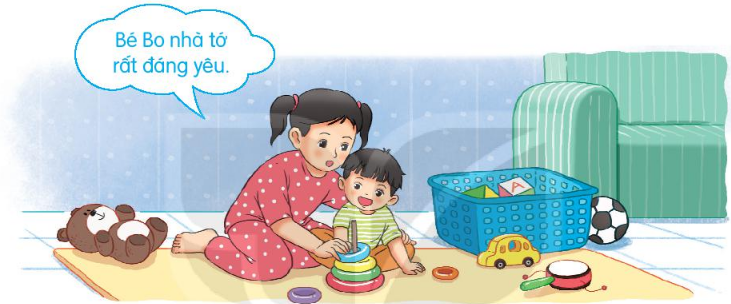 Bé Bo nhà tớ
rất đáng yêu.
A